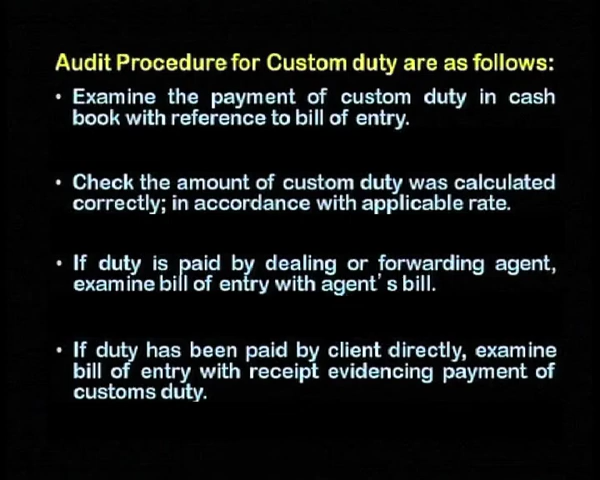 Audit Procedure for Custom duty are as follows:
• Examine the payment of custom duty in cash
book with reference to bill of entry.
• Check the amount of custom duty was calculated
correctly; in accordance with applicable rate.
• If duty is paid by dealing or forwarding agent,
examine bill of entry with agent's bill.
• If duty has been paid by client directly, examine
bill of entry with receipt evidencing payment of
customs duty.